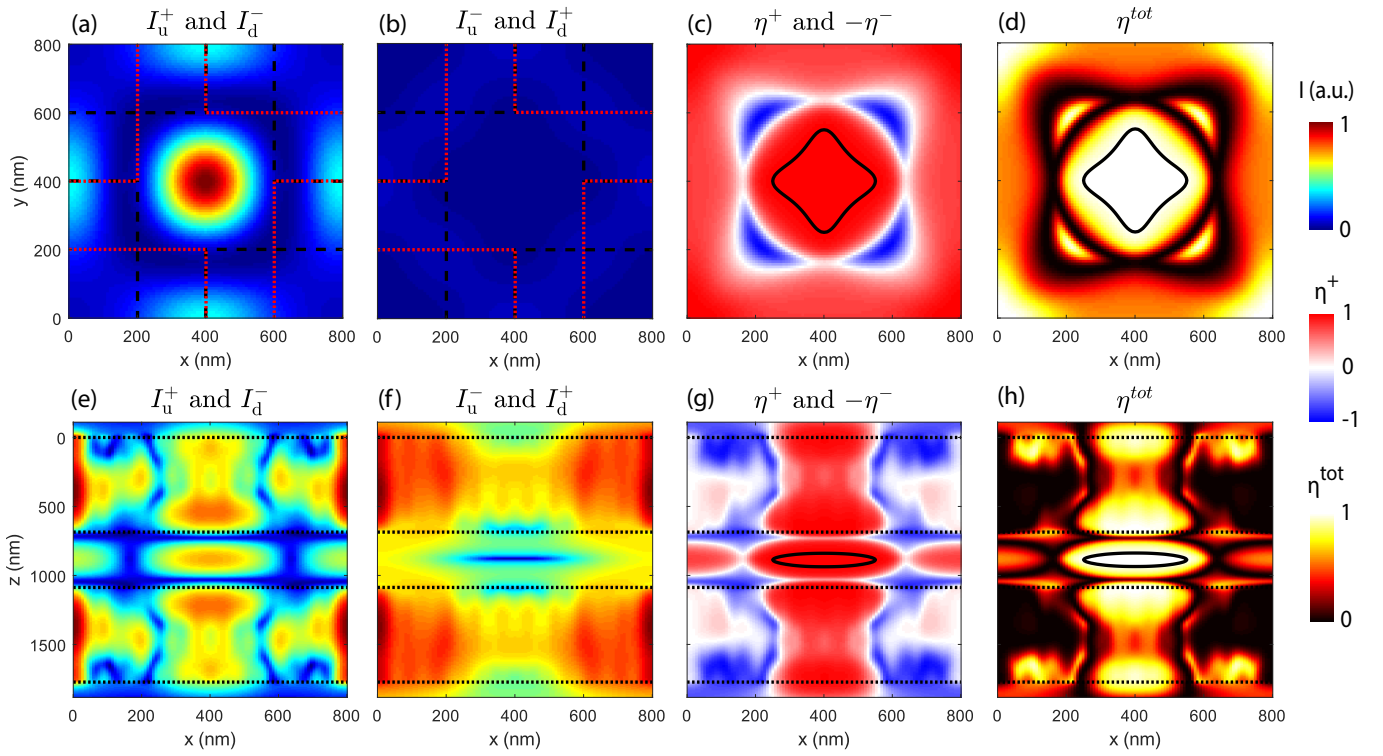 (a) I_u^+ and I_d^-
(b) I_u^- and I_d^+
(c) η^+ and −η^-
(d) η^{tot}
800
600
400
200
0
y (nm)
0 200 400 600 800
x (nm)
0 200 400 600 800
x (nm)
0 200 400 600 800
x (nm)
0 200 400 600 800
x (nm)
I (a.u.)
1
0
η^+
1
0
-1
η^{tot}
1
0
(e) I_u^+ and I_d^-
(f) I_u^- and I_d^+
(g) η^+ and −η^-
(h) η^{tot}
0
500
1000
1500
z (nm)
0 200 400 600 800
x (nm)
0 200 400 600 800
x (nm)
0 200 400 600 800
x (nm)
0 200 400 600 800
x (nm)